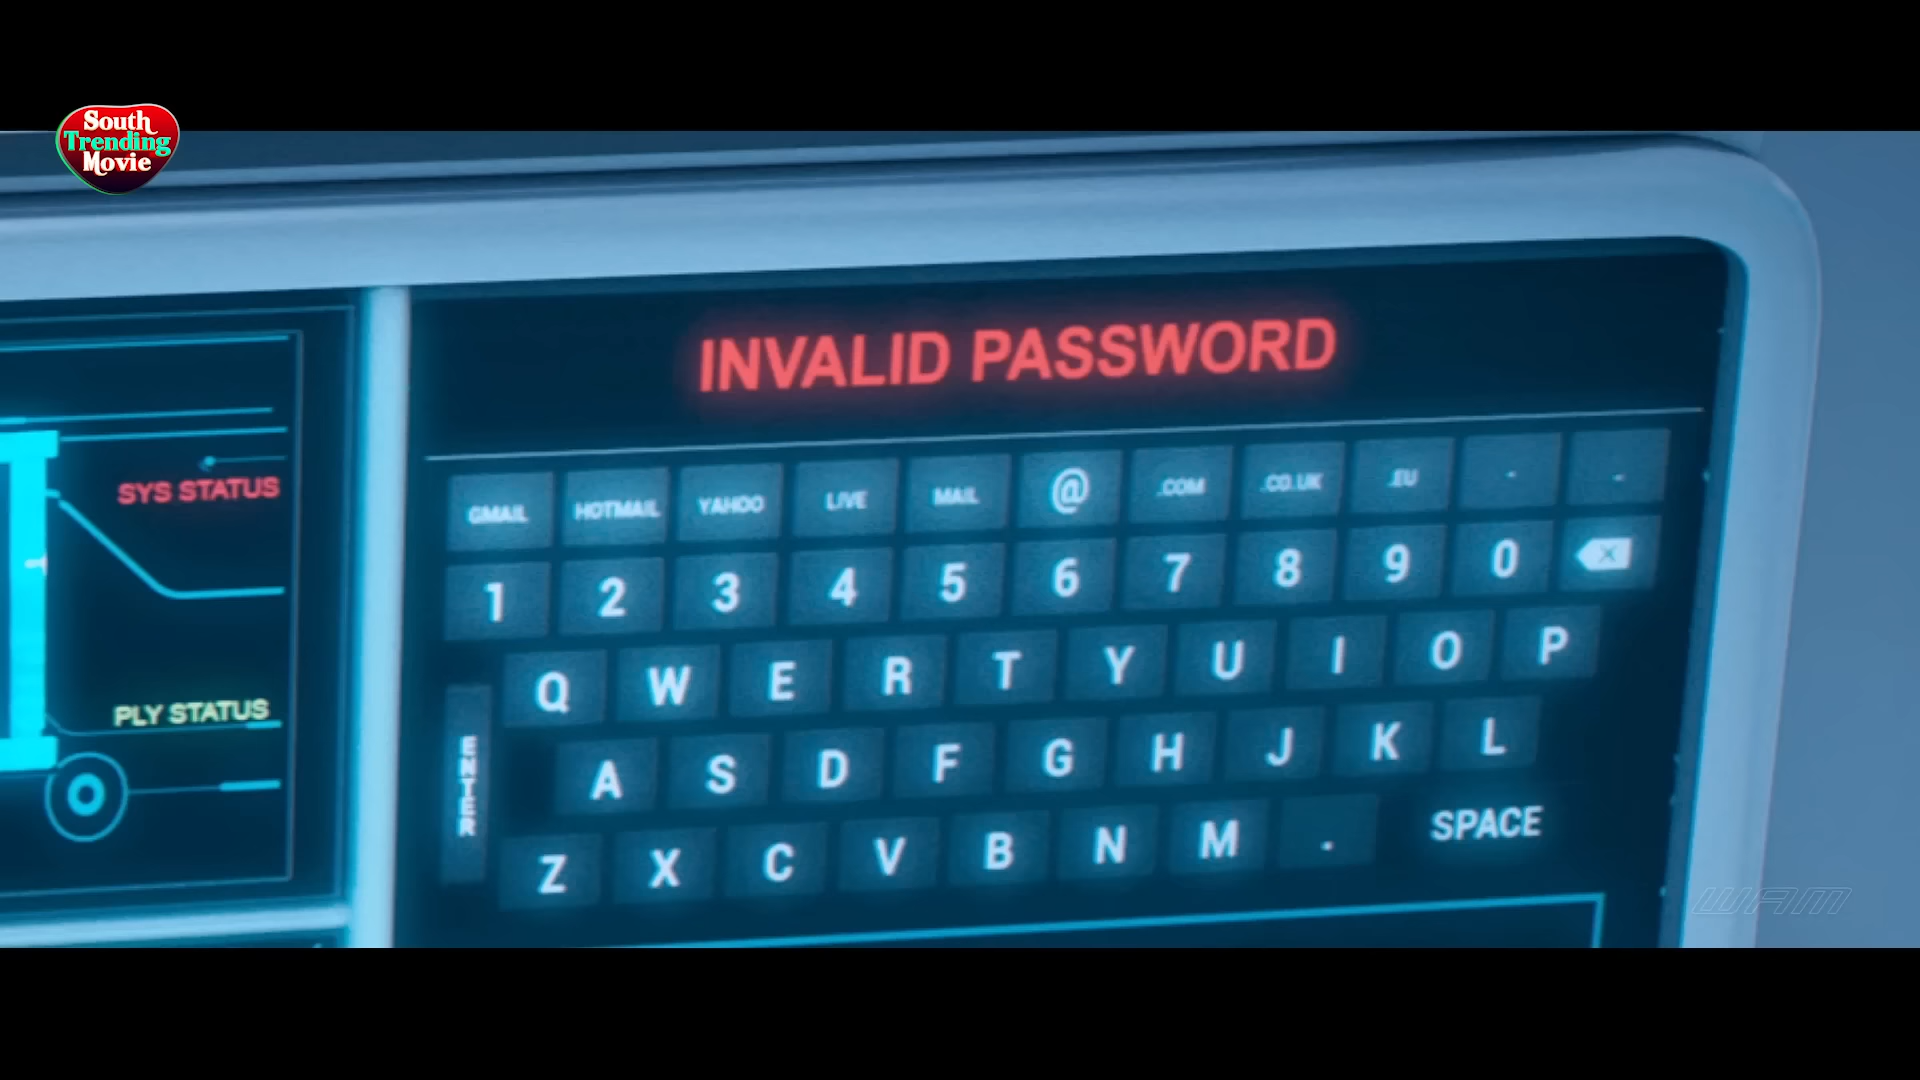 South
Trending
Movie
INVALID PASSWORD
SYS STATUS
PLY STATUS
GMAIL HOTMAIL YAHOO LIVE MAIL @ .COM .CO.UK .EU - _
1 2 3 4 5 6 7 8 9 0
Q W E R T Y U I O P
ENTER
A S D F G H J K L
Z X C V B N M . SPACE
WAM